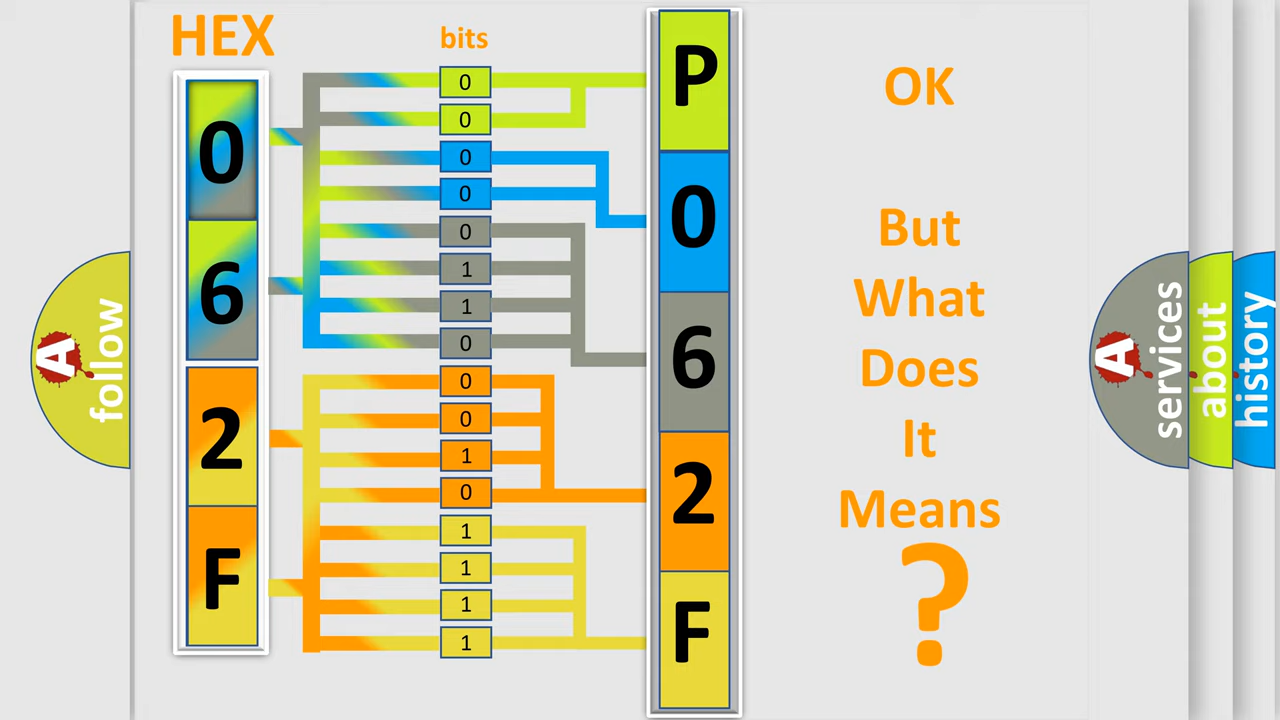 HEX
bits
0
6
2
F
0
0
0
0
0
1
1
0
0
0
1
0
1
1
1
1
P
0
6
2
F
OK
But
What
Does
It
Means
?
A
follow
A
services
about
history